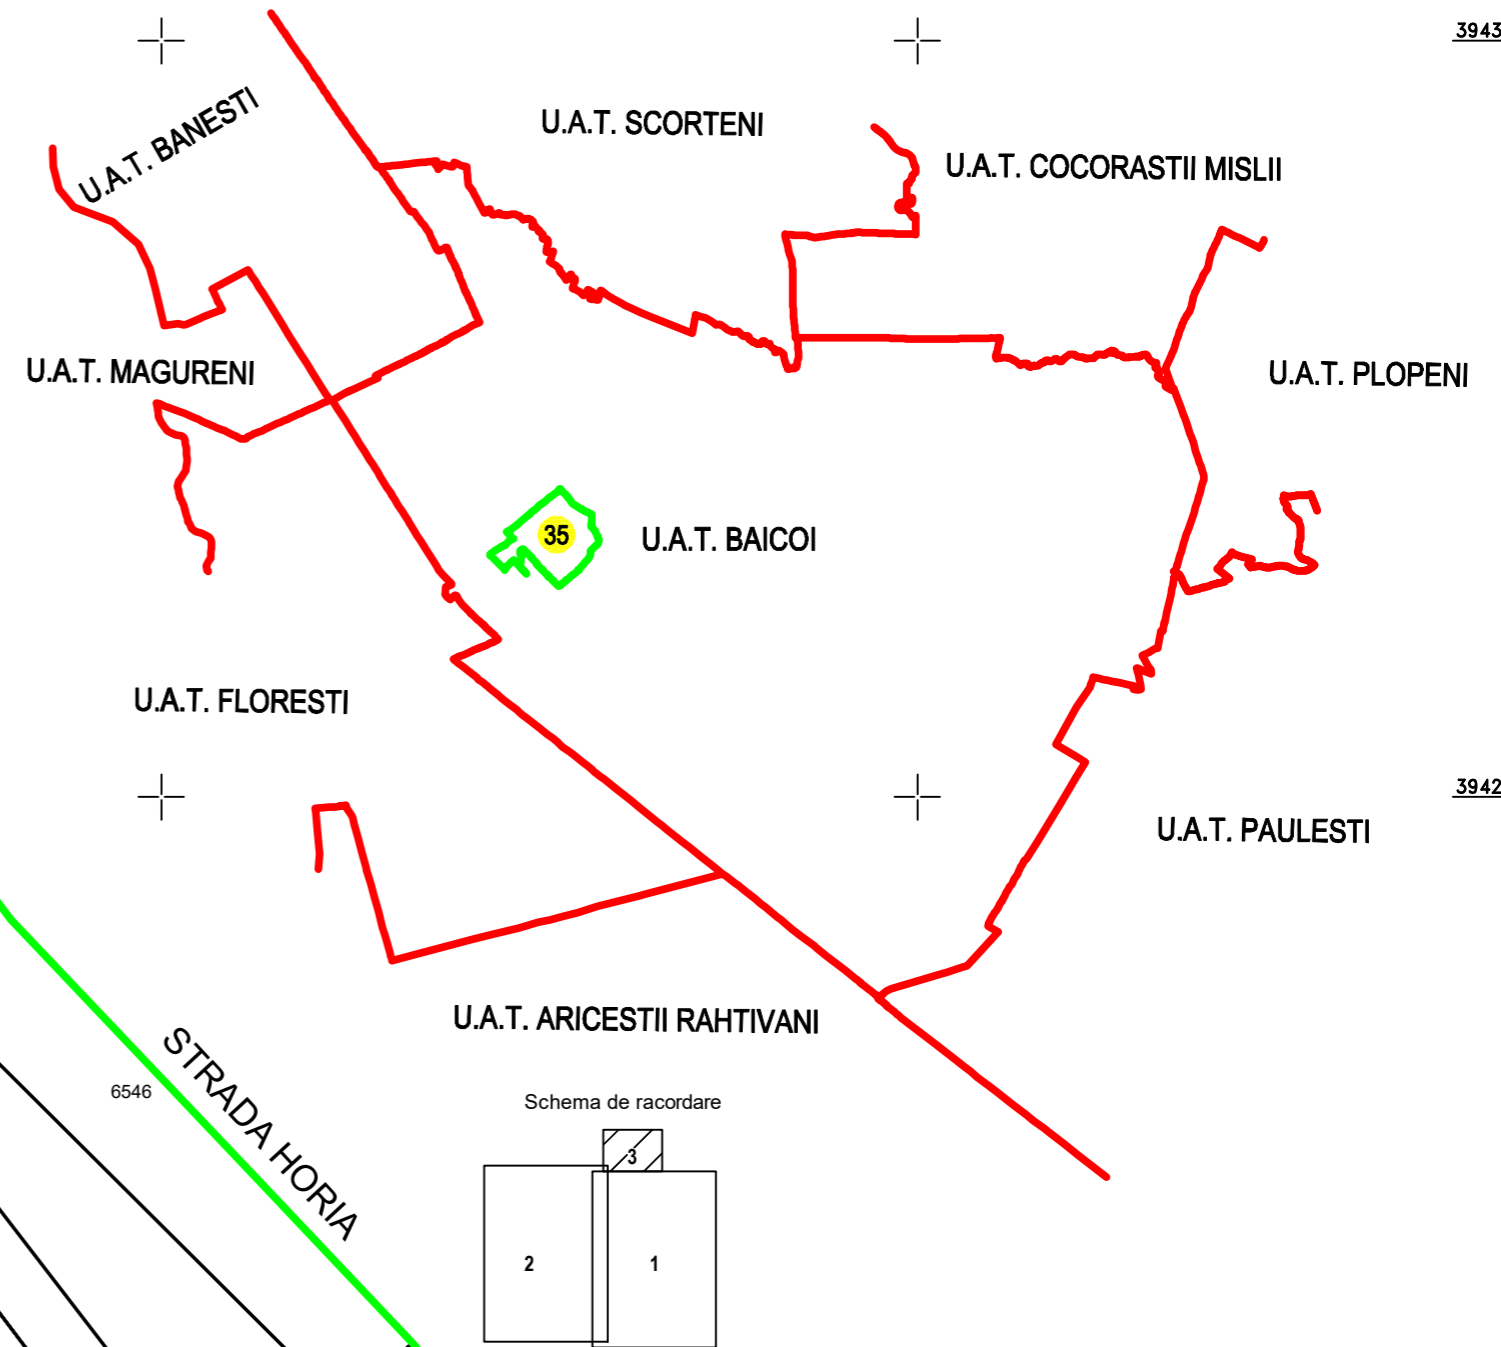 3943
U.A.T. BANESTI
U.A.T. SCORTENI
U.A.T. COCORASTII MISLII
U.A.T. MAGURENI
U.A.T. PLOPENI
35
U.A.T. BAICOI
U.A.T. FLORESTI
3942
U.A.T. PAULESTI
U.A.T. ARICESTII RAHTIVANI
STRADA HORIA
6546
Schema de racordare
3
2
1